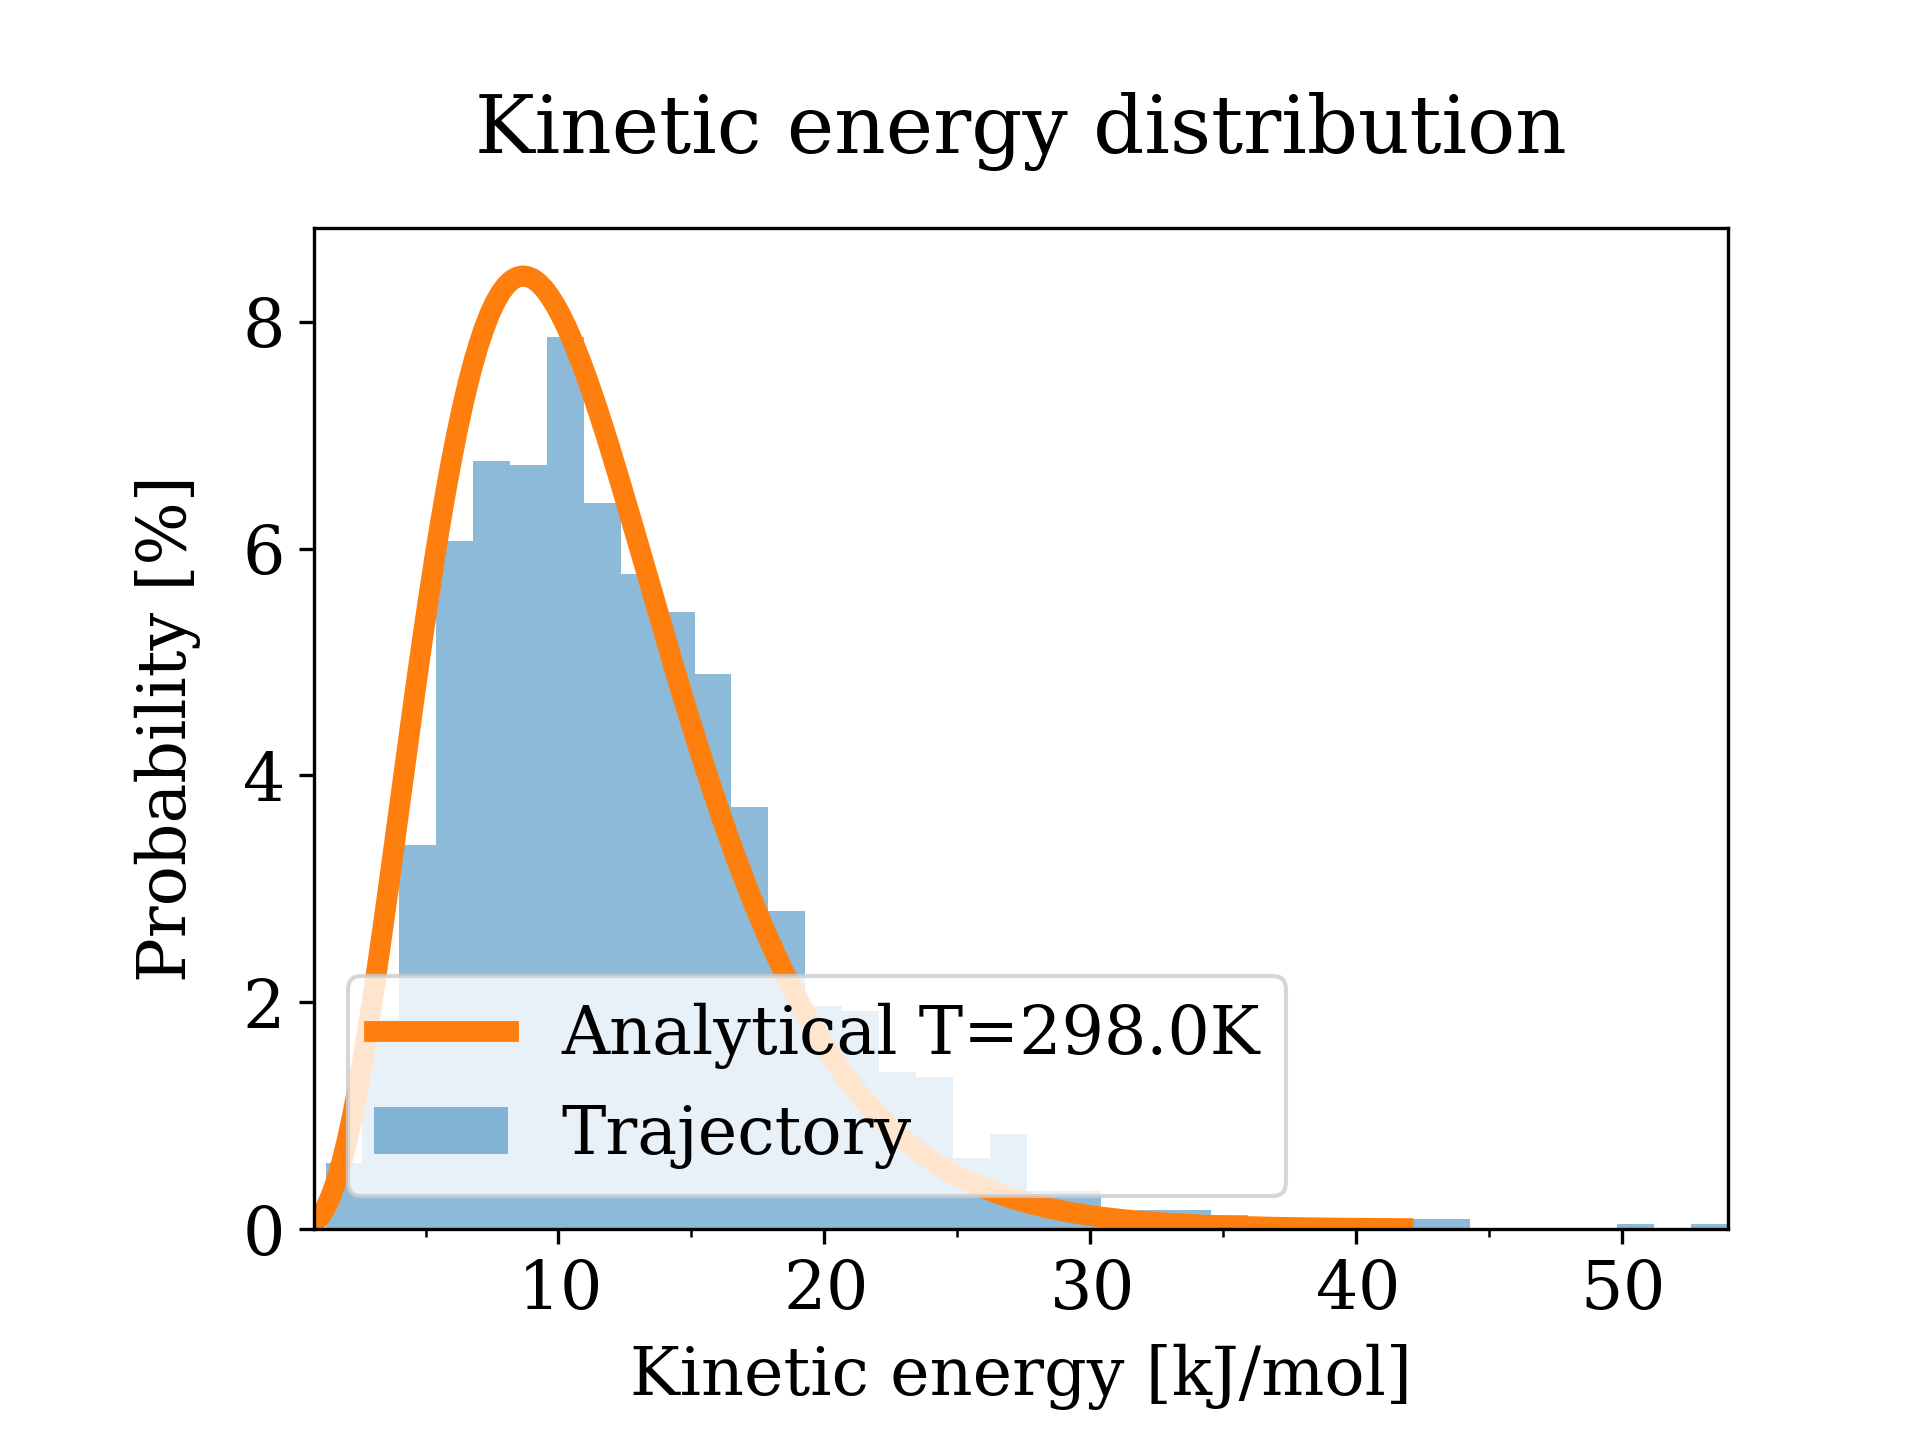 Kinetic energy distribution
Probability [%]
8
6
4
2
0
Analytical T=298.0K
Trajectory
10 20 30 40 50
Kinetic energy [kJ/mol]